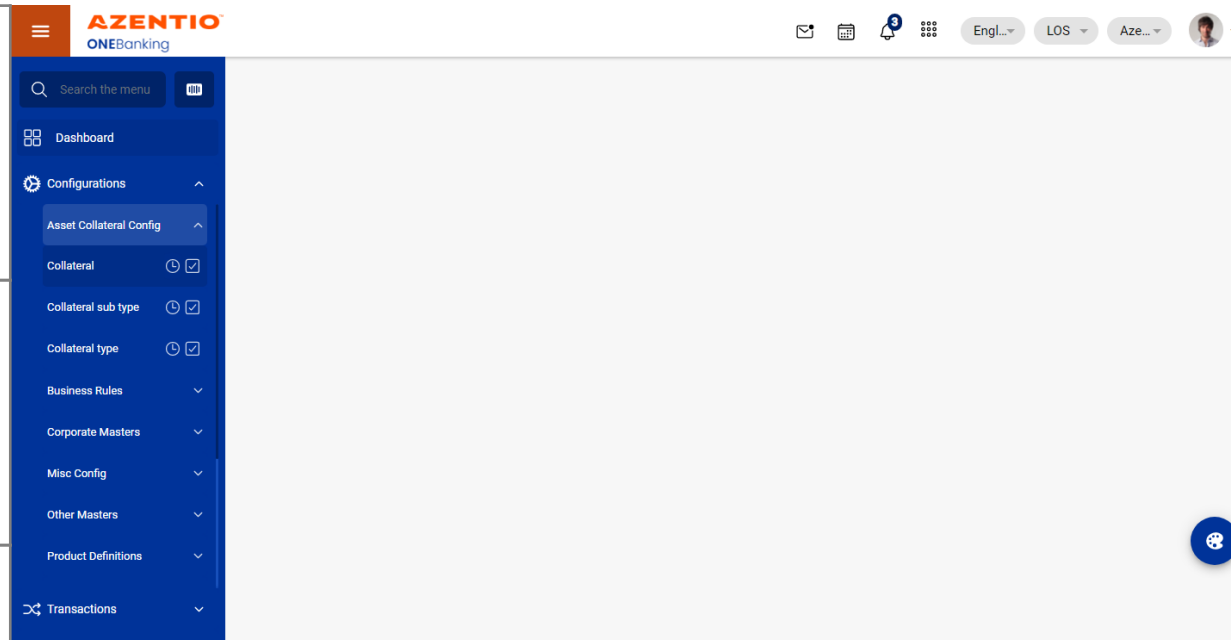 AZENTIO
ONEBanking
3
Engl...
LOS
Aze...
Search the menu
Dashboard
Configurations
Asset Collateral Config
Collateral
Collateral sub type
Collateral type
Business Rules
Corporate Masters
Misc Config
Other Masters
Product Definitions
Transactions